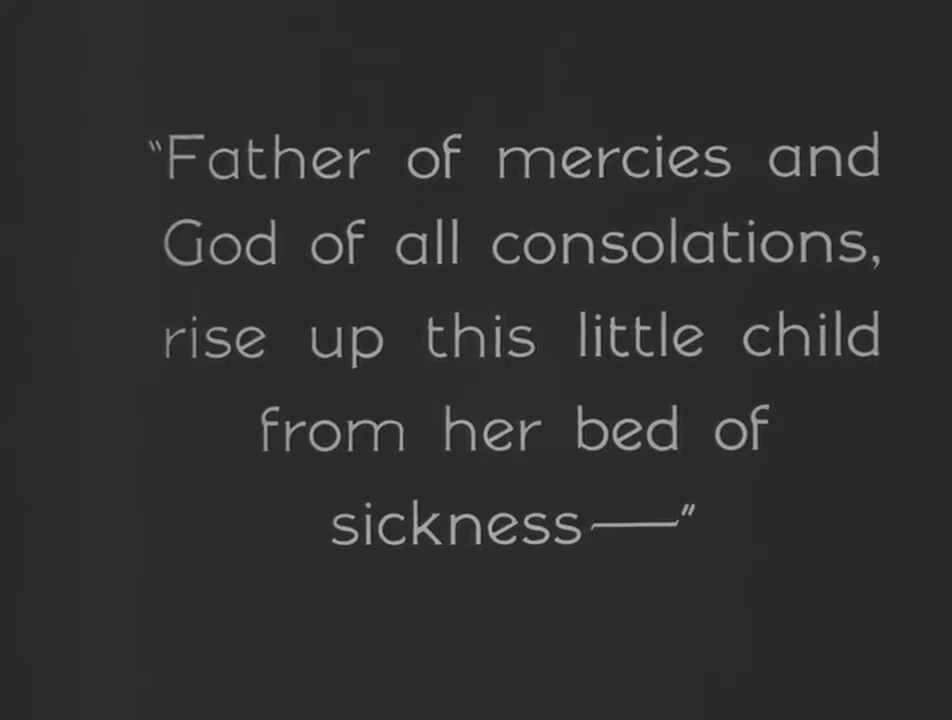 “Father of mercies and
God of all consolations,
rise up this little child
from her bed of
sickness—”